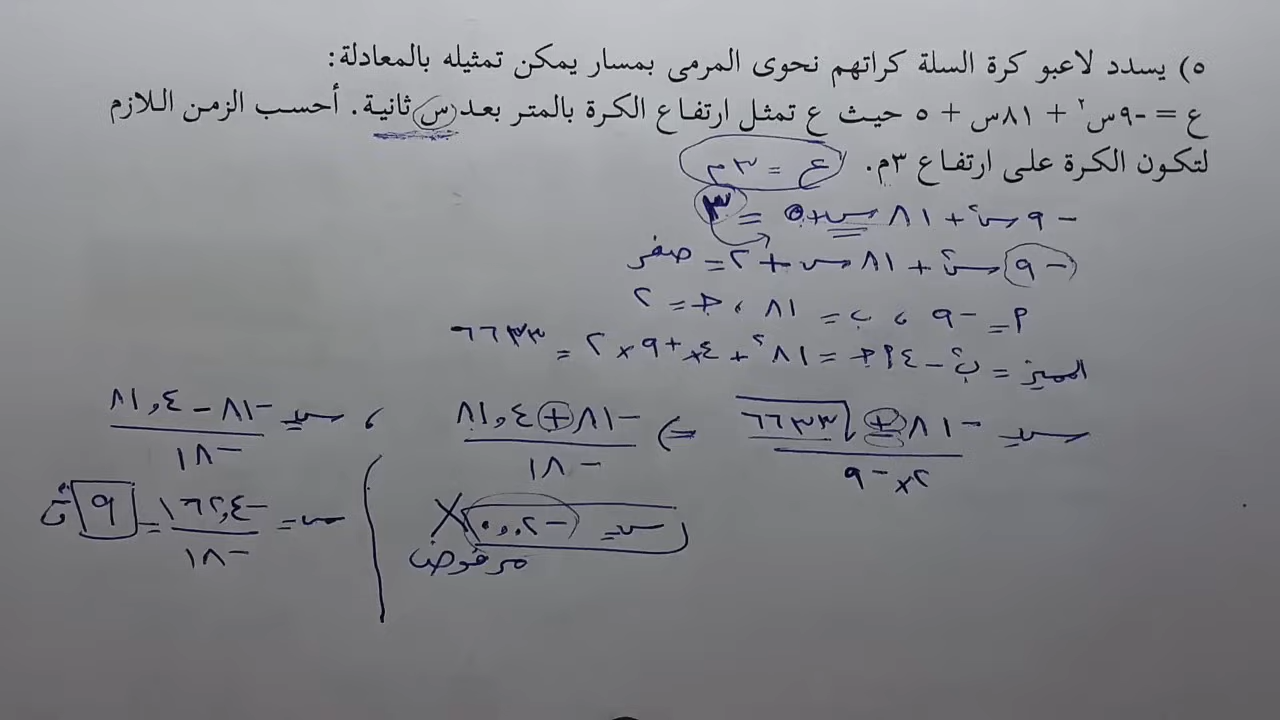 ٥) يسدد لاعبو كرة السلة كراتهم نحوى المرمى بمسار يمكن تمثيله بالمعادلة:
ع = -٩س٢ + ٨١س + ٥ حيث ع تمثل ارتفاع الكرة بالمتر بعد س ثانية. أحسب الزمن اللازم
لتكون الكرة على ارتفاع ٣م. ع = ٣م
-٩س٢ + ٨١س + ٥ = ٣
-٩س٢ + ٨١س + ٢ = صفر
م = -٩ ، ب = ٨١ ، جـ = ٢
المميز = ب٢ - ٤م جـ = ٨١٢ + ٤×٩×٢ = ٦٦٣٣
س = (-٨١ ± √٦٦٣٣) / (٢×-٩) => (-٨١ + ٨١,٤) / -١٨ ، س = (-٨١ - ٨١,٤) / -١٨
س = -٠,٠٢ X س = -١٦٢,٤ / -١٨ = ٩ ث
مرفوض